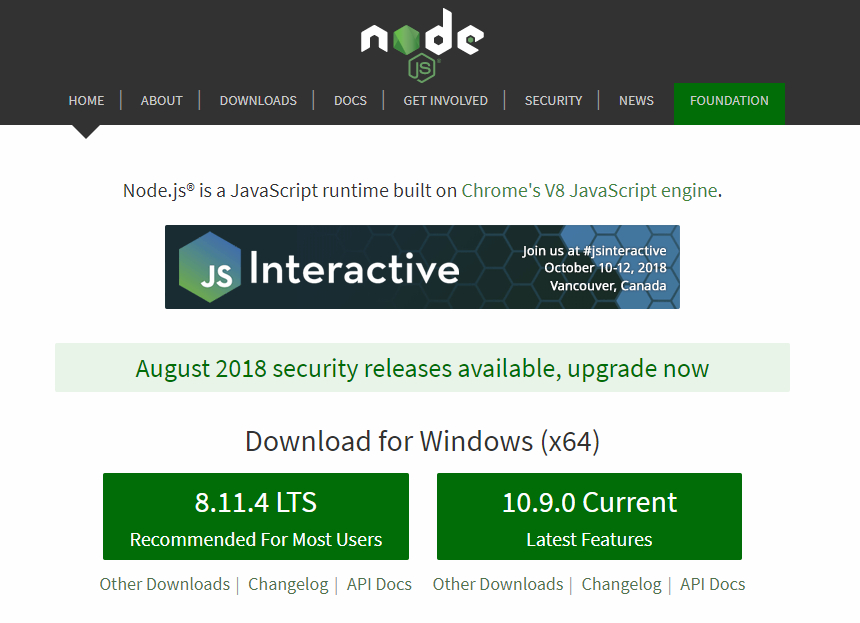 node
JS
HOME | ABOUT | DOWNLOADS | DOCS | GET INVOLVED | SECURITY | NEWS FOUNDATION
Node.js® is a JavaScript runtime built on Chrome's V8 JavaScript engine.
JS Interactive
Join us at #jsinteractive
October 10-12, 2018
Vancouver, Canada
August 2018 security releases available, upgrade now
Download for Windows (x64)
8.11.4 LTS
Recommended For Most Users
10.9.0 Current
Latest Features
Other Downloads | Changelog | API Docs
Other Downloads | Changelog | API Docs